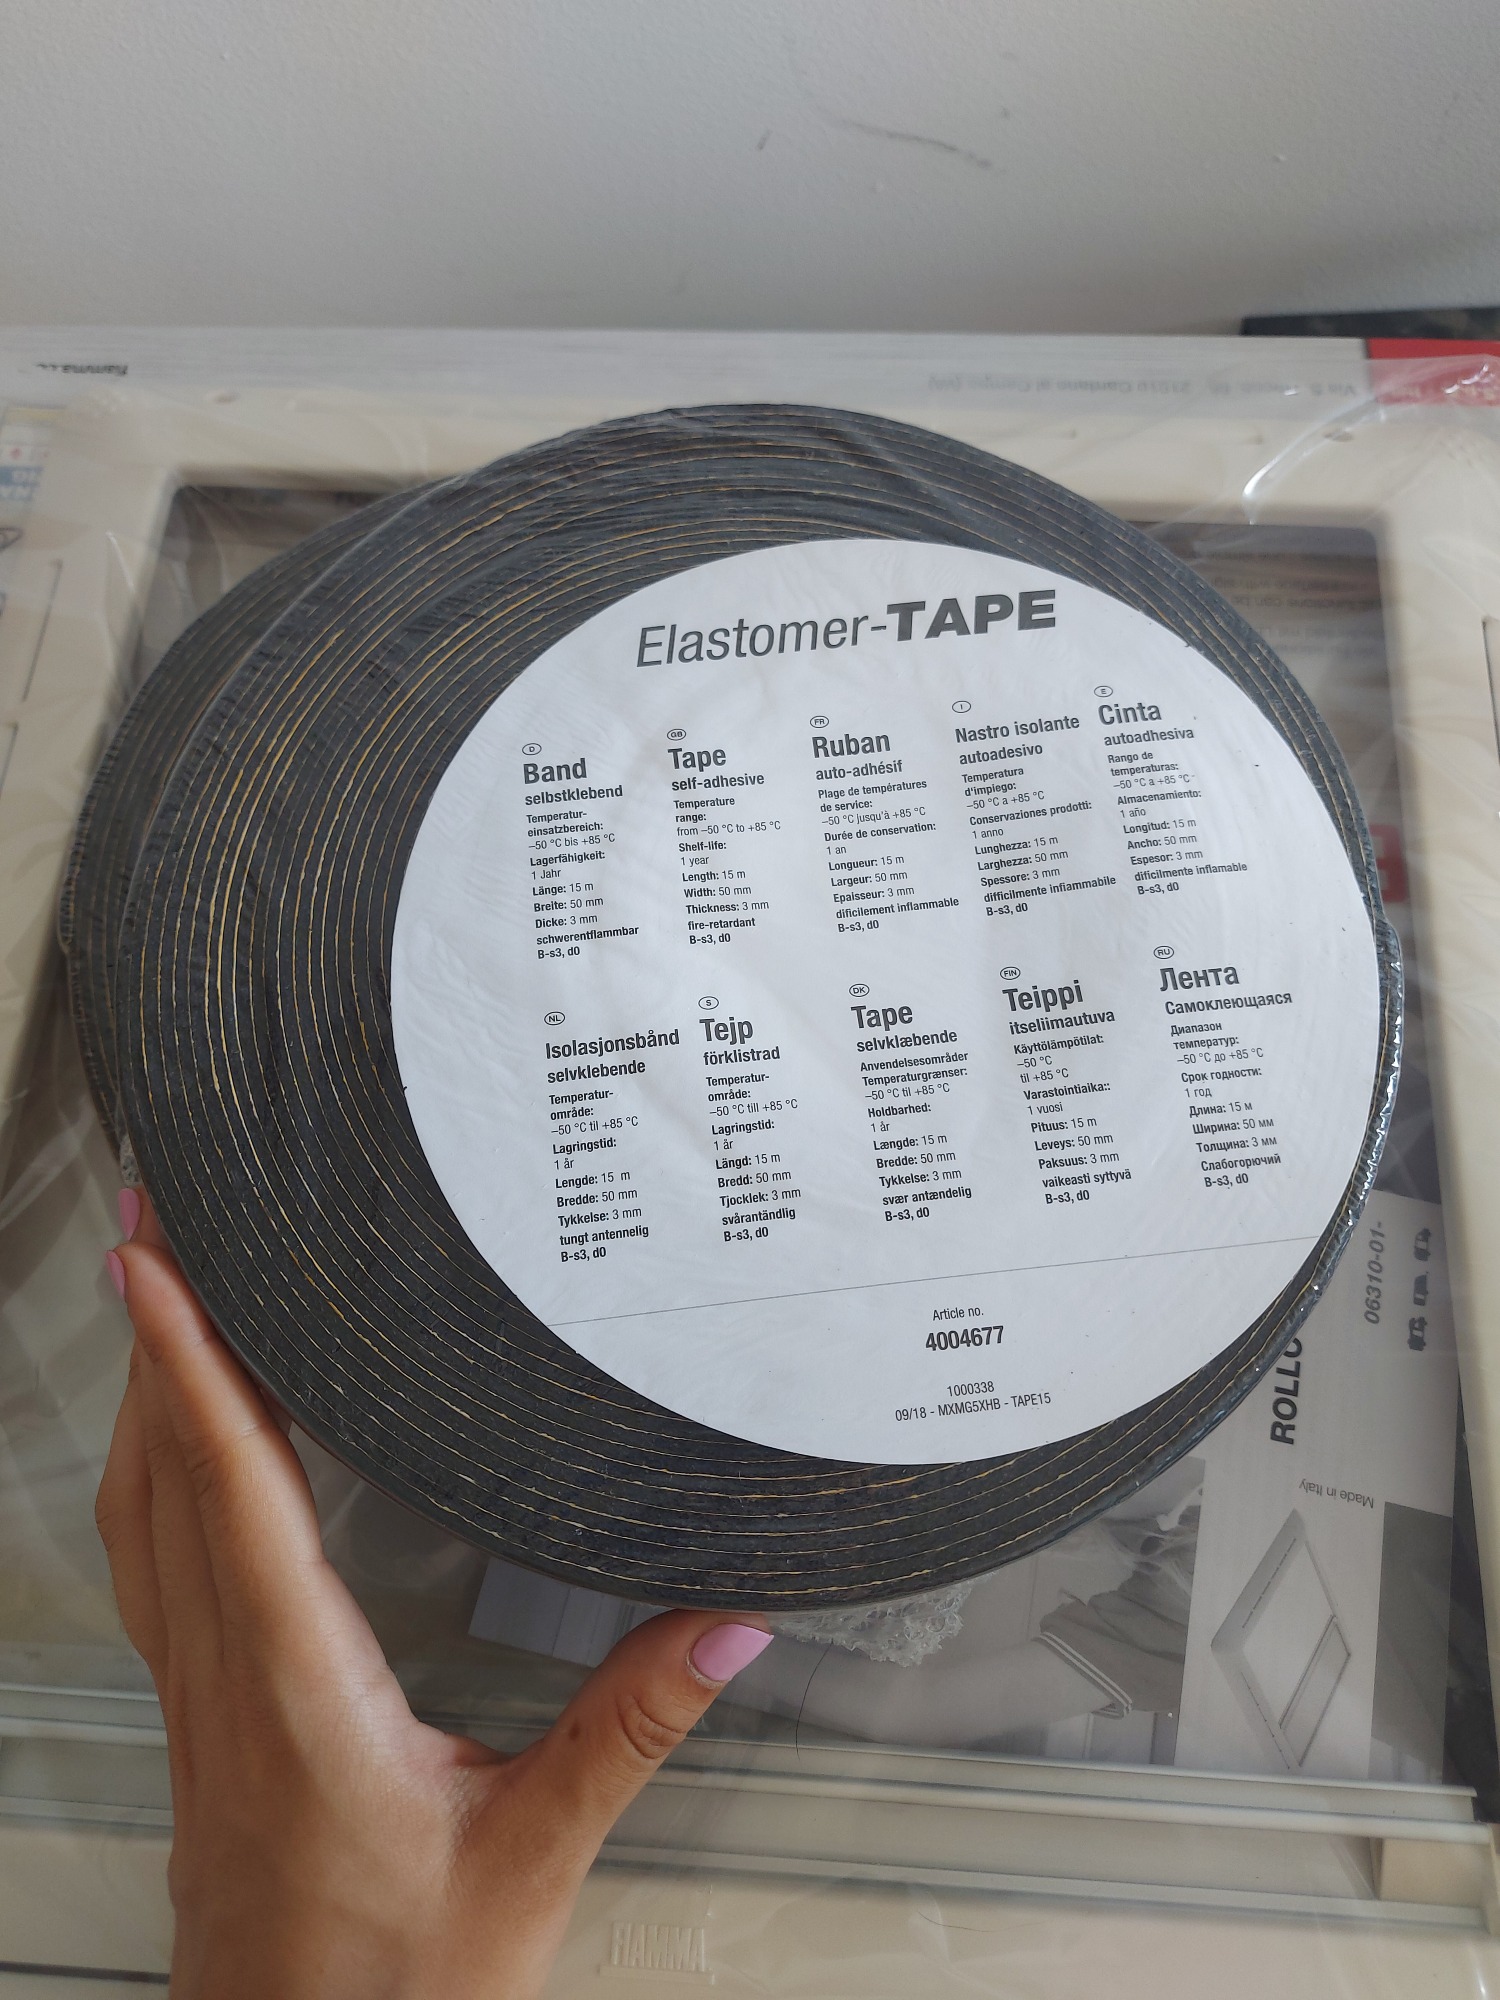 fiamma
Elastomer-TAPE
D
Band
selbstklebend
Temperatur-
einsatzbereich:
–50 °C bis +85 °C
Lagerfähigkeit:
1 Jahr
Länge: 15 m
Breite: 50 mm
Dicke: 3 mm
schwerentflammbar
B-s3, d0
GB
Tape
self-adhesive
Temperature
range:
from –50 °C to +85 °C
Shelf-life:
1 year
Length: 15 m
Width: 50 mm
Thickness: 3 mm
fire-retardant
B-s3, d0
FR
Ruban
auto-adhésif
Plage de températures
de service:
–50 °C jusqu'à +85 °C
Durée de conservation:
1 an
Longueur: 15 m
Largeur: 50 mm
Epaisseur: 3 mm
dificilement inflammable
B-s3, d0
I
Nastro isolante
autoadesivo
Temperatura
d'impiego:
–50 °C a +85 °C
Conservaziones prodotti:
1 anno
Lunghezza: 15 m
Larghezza: 50 mm
Spessore: 3 mm
difficilmente infiammabile
B-s3, d0
E
Cinta
autoadhesiva
Rango de
temperaturas:
–50 °C a +85 °C
Almacenamiento:
1 año
Longitud: 15 m
Ancho: 50 mm
Espesor: 3 mm
dificilmente inflamable
B-s3, d0
NL
Isolasjonsbånd
selvklebende
Temperatur-
område:
–50 °C til +85 °C
Lagringstid:
1 år
Lengde: 15 m
Bredde: 50 mm
Tykkelse: 3 mm
tungt antennelig
B-s3, d0
S
Tejp
förklistrad
Temperatur-
område:
–50 °C till +85 °C
Lagringstid:
1 år
Längd: 15 m
Bredd: 50 mm
Tjocklek: 3 mm
svårantändlig
B-s3, d0
DK
Tape
selvklæbende
Anvendelsesområder
Temperaturgrænser:
–50 °C til +85 °C
Holdbarhed:
1 år
Længde: 15 m
Bredde: 50 mm
Tykkelse: 3 mm
svær antændelig
B-s3, d0
FIN
Teippi
itseliimautuva
Käyttölämpötilat:
–50 °C
til +85 °C
Varastointiaika::
1 vuosi
Pituus: 15 m
Leveys: 50 mm
Paksuus: 3 mm
vaikeasti syttyvä
B-s3, d0
RU
Лента
Самоклеющаяся
Диапазон
температур:
–50 °C до +85 °C
Срок годности:
1 год
Длина: 15 м
Ширина: 50 мм
Толщина: 3 мм
Слабогорючий
B-s3, d0
Article no.
4004677
1000338
09/18 - MXMG5XHB - TAPE15
06310-01-
ROLLO
Made in Italy
FIAMMA